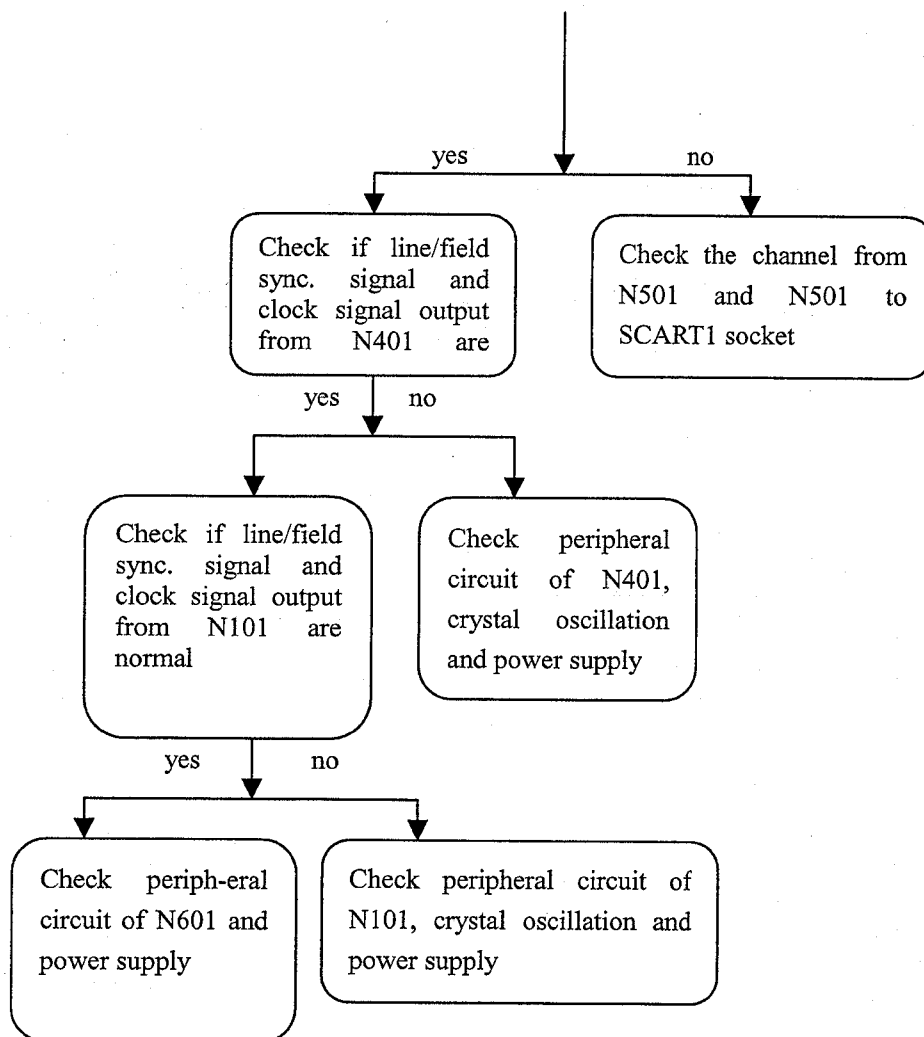 yes no
Check if line/field
sync. signal and
clock signal output
from N401 are
Check the channel from
N501 and N501 to
SCART1 socket
yes no
Check if line/field
sync. signal and
clock signal output
from N101 are
normal
Check peripheral
circuit of N401,
crystal oscillation
and power supply
yes no
Check periph-eral
circuit of N601 and
power supply
Check peripheral circuit of
N101, crystal oscillation and
power supply